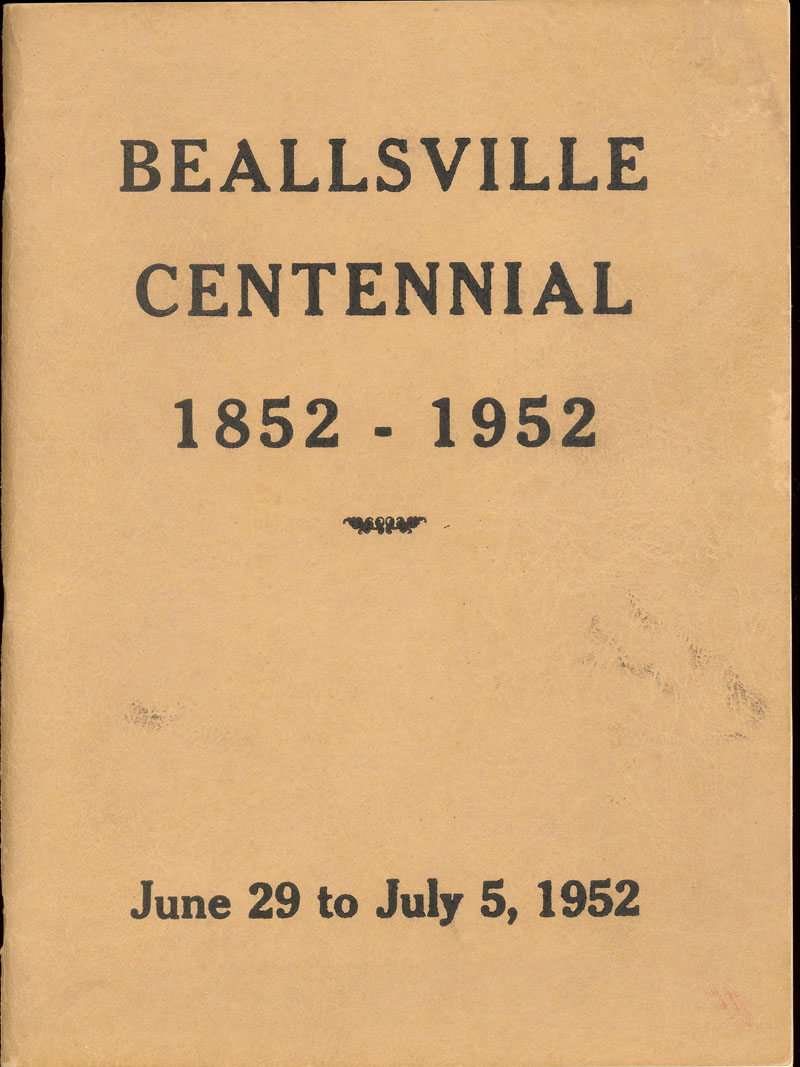 BEALLSVILLE
CENTENNIAL
1852 - 1952
June 29 to July 5, 1952